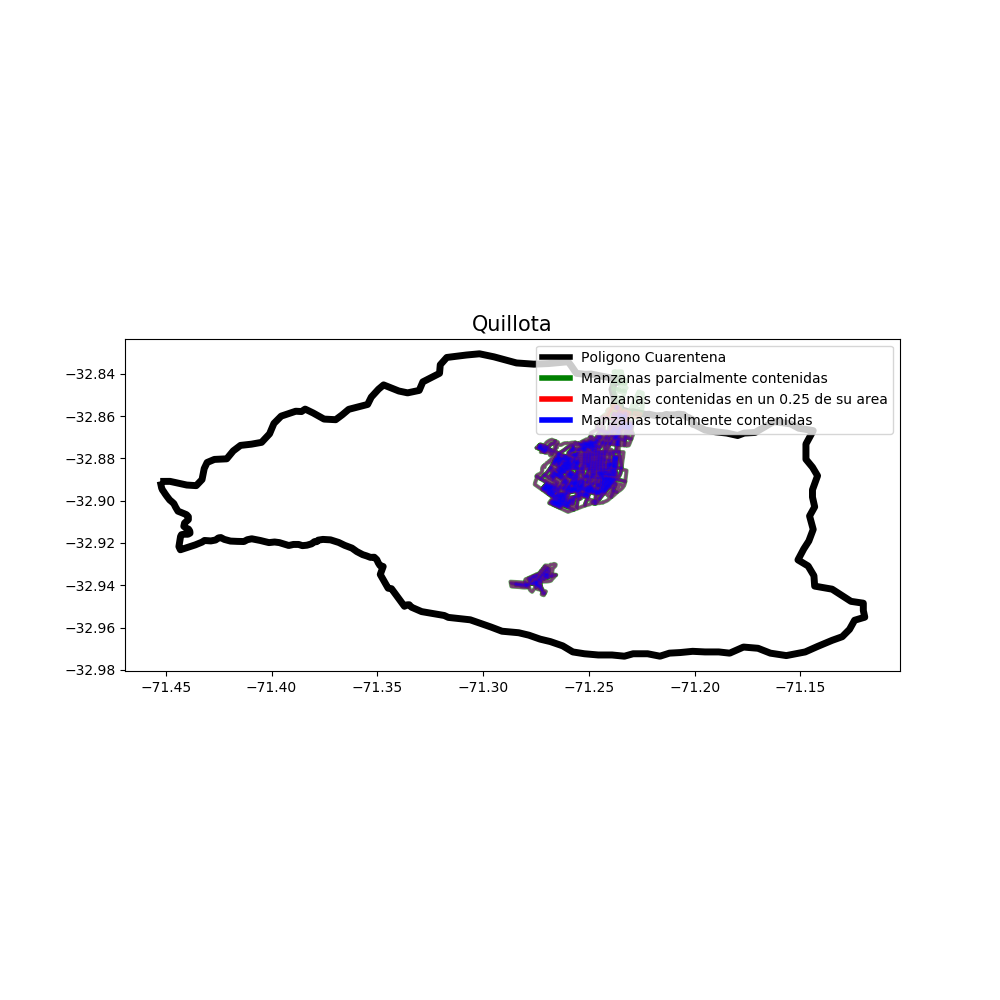 Quillota
Poligono Cuarentena
Manzanas parcialmente contenidas
Manzanas contenidas en un 0.25 de su area
Manzanas totalmente contenidas
−32.84
−32.86
−32.88
−32.90
−32.92
−32.94
−32.96
−32.98
−71.45 −71.40 −71.35 −71.30 −71.25 −71.20 −71.15